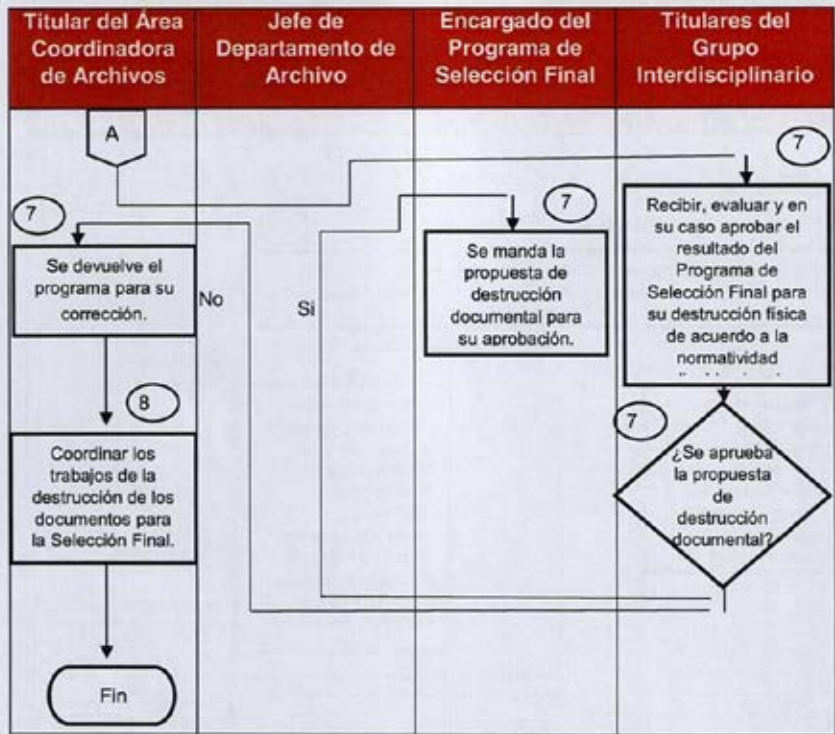 Titular del Área
Coordinadora
de Archivos
Jefe de
Departamento de
Archivo
Encargado del
Programa de
Selección Final
Titulares del
Grupo
Interdisciplinario
A
7
Recibir, evaluar y en
su caso aprobar el
resultado del
Programa de
Selección Final para
su destrucción física
de acuerdo a la
normatividad
7
¿Se aprueba
la propuesta
de
destrucción
documental?
7
Se manda la
propuesta de
destrucción
documental para
su aprobación.
Si
No
7
Se devuelve el
programa para su
corrección.
8
Coordinar los
trabajos de la
destrucción de los
documentos para
la Selección Final.
Fin